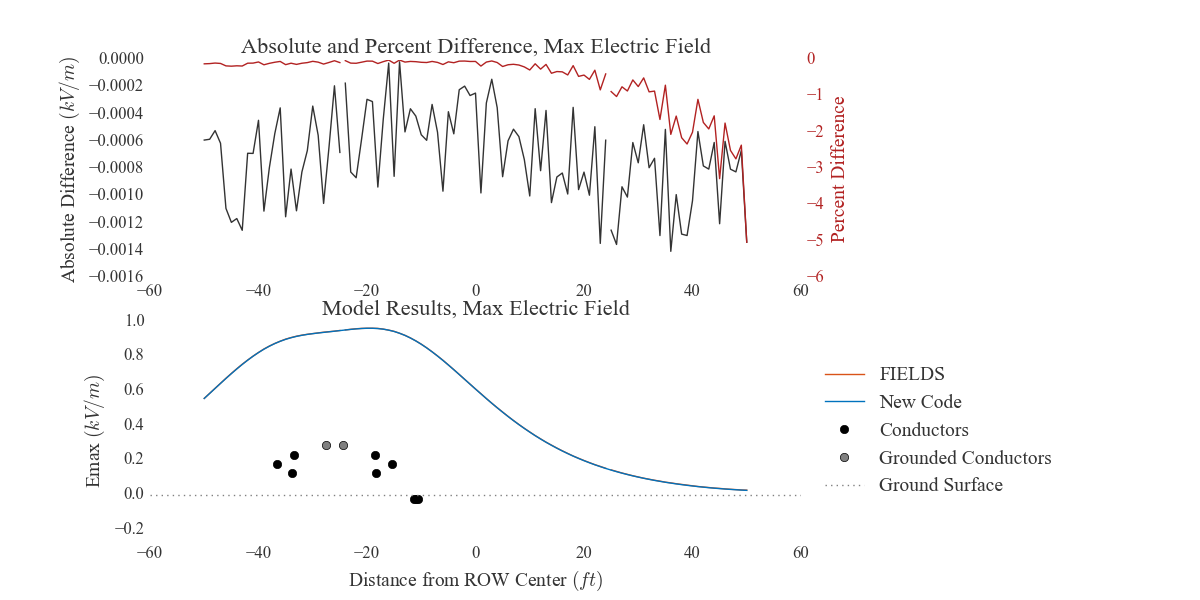 Absolute and Percent Difference, Max Electric Field
Absolute Difference (kV/m)
0.0000
−0.0002
−0.0004
−0.0006
−0.0008
−0.0010
−0.0012
−0.0014
−0.0016
0
−1
−2
−3
−4
−5
−6
Percent Difference
−60 −40 −20 0 20 40 60
Model Results, Max Electric Field
Emax (kV/m)
1.0
0.8
0.6
0.4
0.2
0.0
−0.2
−60 −40 −20 0 20 40 60
Distance from ROW Center (ft)
FIELDS
New Code
Conductors
Grounded Conductors
Ground Surface